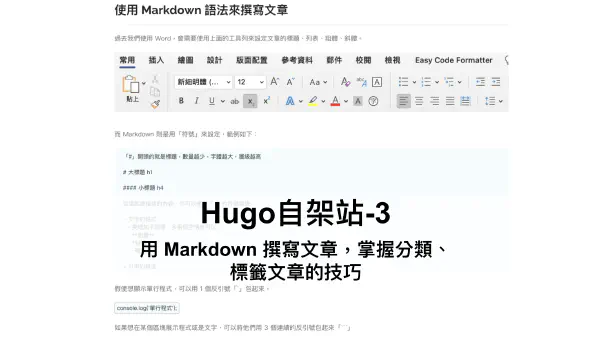 使用 Markdown 語法來撰寫文章
過去我們使用 Word，會需要使用上面的工具列來設定文章的標題、列表、粗體、斜體。
常用 插入 繪圖 設計 版面配置 參考資料 郵件 校閱 檢視 Easy Code Formatter
貼上 新細明體 (... 12 A A Aa A A
B I U ab x₂ x² A A A
而 Markdown 則是用「符號」來設定，範例如下：
「#」開頭的就是標題，數量越少、字體越大、層級越高
# 大標題 h1
#### 小標題 h4
Hugo自架站-3
用 Markdown 撰寫文章，掌握分類、
標籤文章的技巧
假使想顯示單行程式，可以用 1 個反引號「`」包起來。
console.log('單行程式');
如果想在某個區塊展示程式或是文字，可以將他們用 3 個連續的反引號包起來「```」